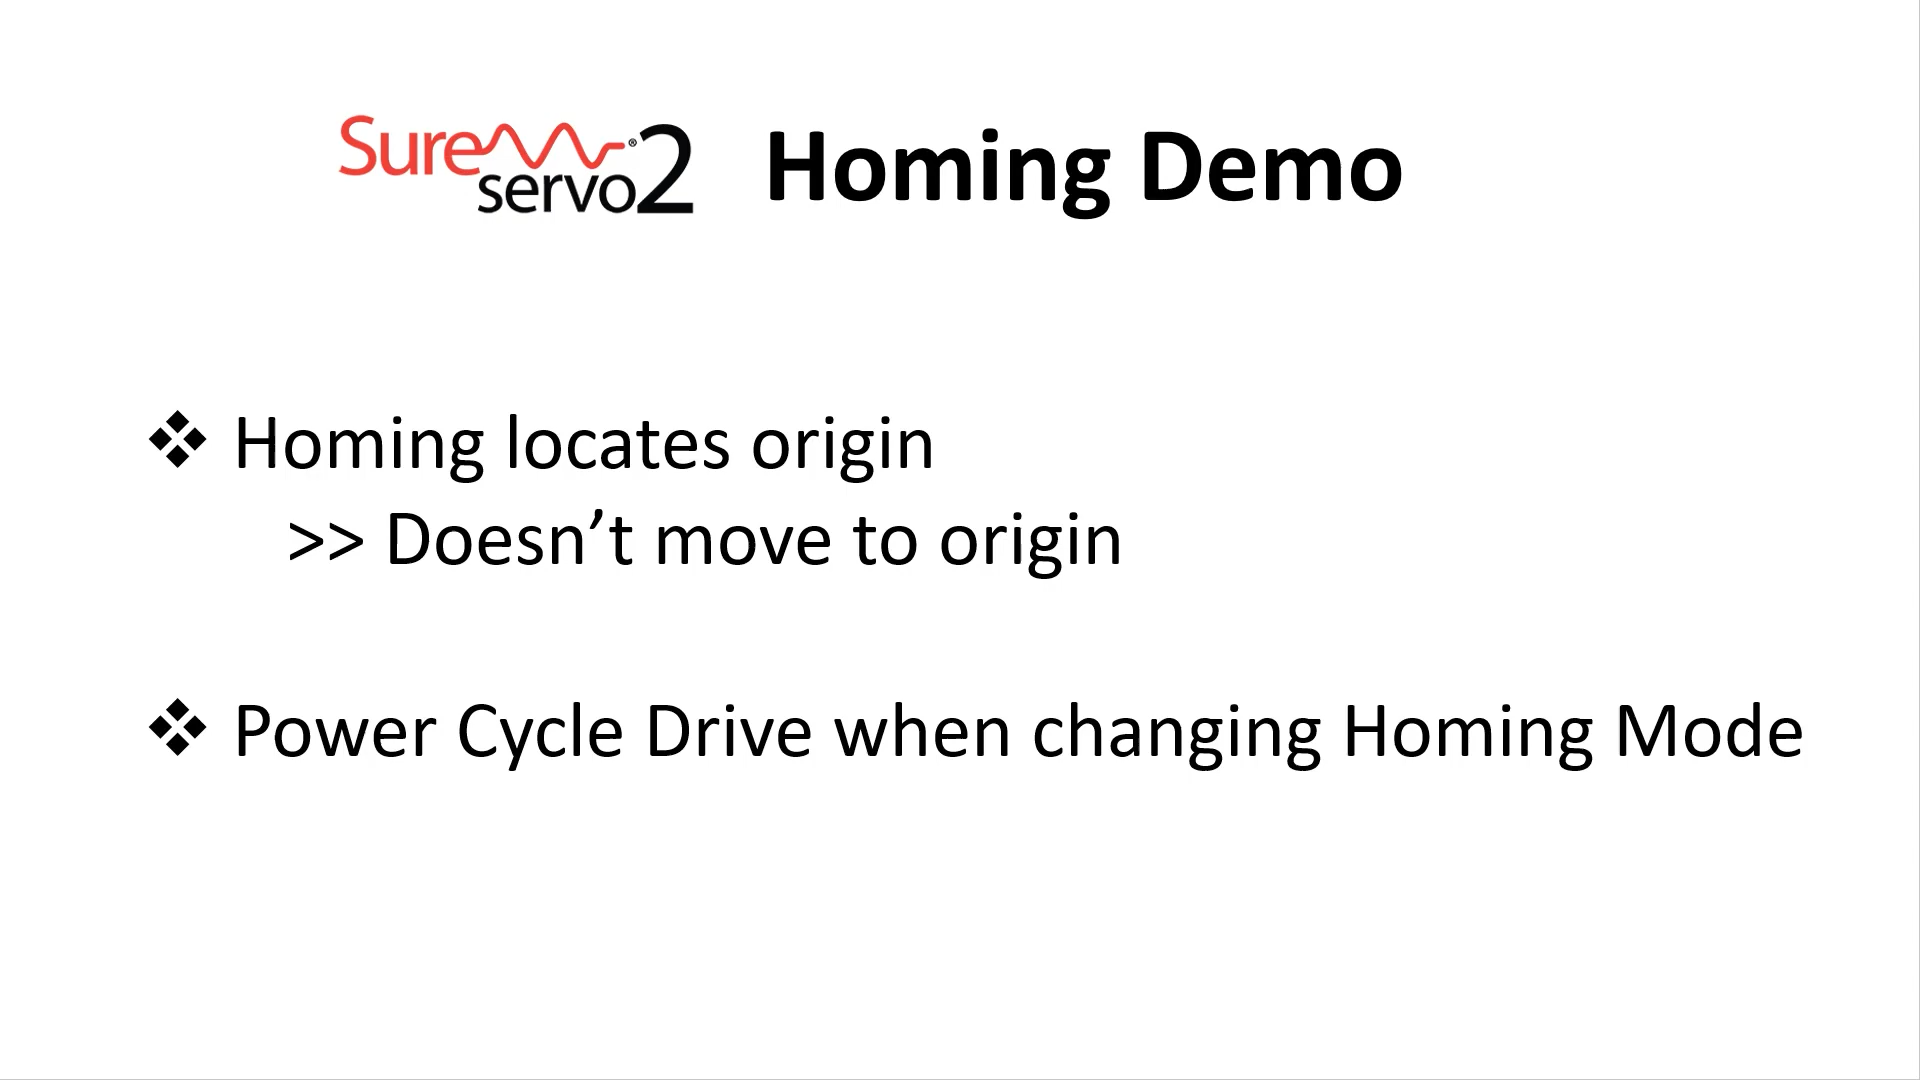 Sure servo2® Homing Demo
❖ Homing locates origin
>> Doesn’t move to origin
❖ Power Cycle Drive when changing Homing Mode